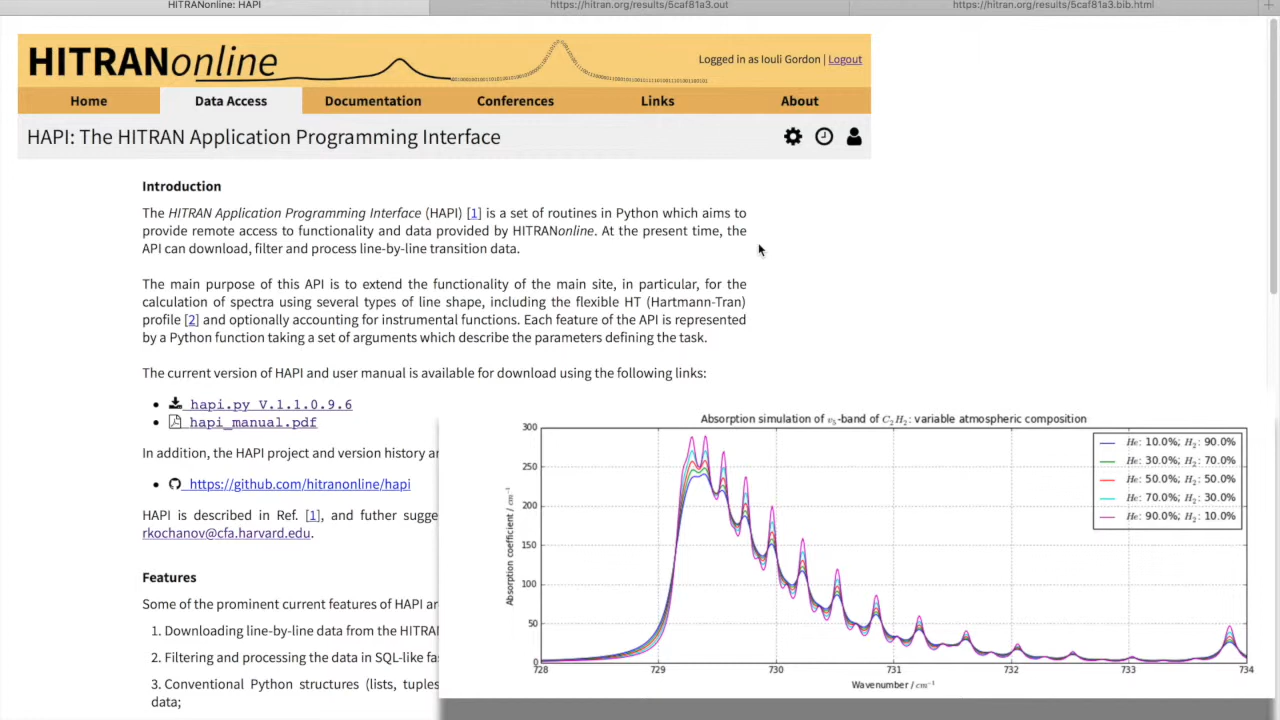 HITRANonline: HAPI
https://hitran.org/results/5caf81a3.out
https://hitran.org/results/5caf81a3.bib.html
HITRANonline
Logged in as Iouli Gordon | Logout
Home
Data Access
Documentation
Conferences
Links
About
HAPI: The HITRAN Application Programming Interface
Introduction
The HITRAN Application Programming Interface (HAPI) [1] is a set of routines in Python which aims to
provide remote access to functionality and data provided by HITRANonline. At the present time, the
API can download, filter and process line-by-line transition data.
The main purpose of this API is to extend the functionality of the main site, in particular, for the
calculation of spectra using several types of line shape, including the flexible HT (Hartmann-Tran)
profile [2] and optionally accounting for instrumental functions. Each feature of the API is represented
by a Python function taking a set of arguments which describe the parameters defining the task.
The current version of HAPI and user manual is available for download using the following links:
• hapi.py V.1.1.0.9.6
• hapi_manual.pdf
In addition, the HAPI project and version history ar
• https://github.com/hitranonline/hapi
HAPI is described in Ref. [1], and futher sugge
rkochanov@cfa.harvard.edu.
Features
Some of the prominent current features of HAPI ar
1. Downloading line-by-line data from the HITRA
2. Filtering and processing the data in SQL-like fa
3. Conventional Python structures (lists, tuples
data;
Absorption simulation of ν₅-band of C₂H₂: variable atmospheric composition
He: 10.0%; H₂: 90.0%
He: 30.0%; H₂: 70.0%
He: 50.0%; H₂: 50.0%
He: 70.0%; H₂: 30.0%
He: 90.0%; H₂: 10.0%
Absorption coefficient / cm⁻¹
300
250
200
150
100
50
0
728 729 730 731 732 733 734
Wavenumber / cm⁻¹